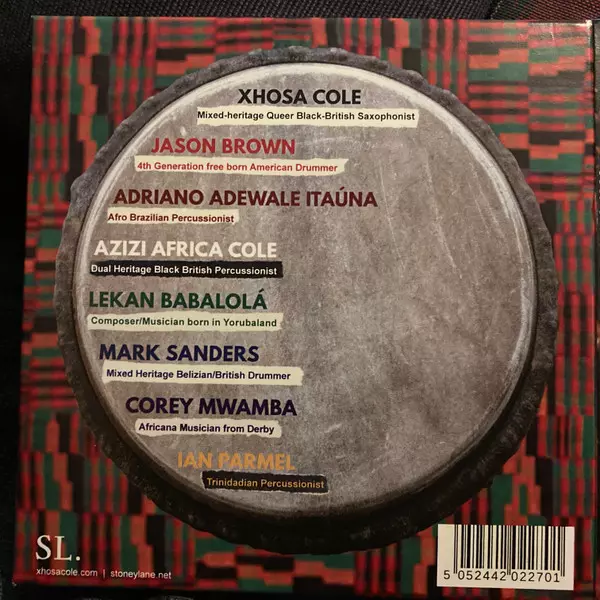 XHOSA COLE
Mixed-heritage Queer Black-British Saxophonist
JASON BROWN
4th Generation free born American Drummer
ADRIANO ADEWALE ITAÚNA
Afro Brazilian Percussionist
AZIZI AFRICA COLE
Dual Heritage Black British Percussionist
LEKAN BABALOLÁ
Composer/Musician born in Yorubaland
MARK SANDERS
Mixed Heritage Belizian/British Drummer
COREY MWAMBA
Africana Musician from Derby
IAN PARMEL
Trinidadian Percussionist
SL.
xhosacole.com | stoneylane.net
5 052442 022701